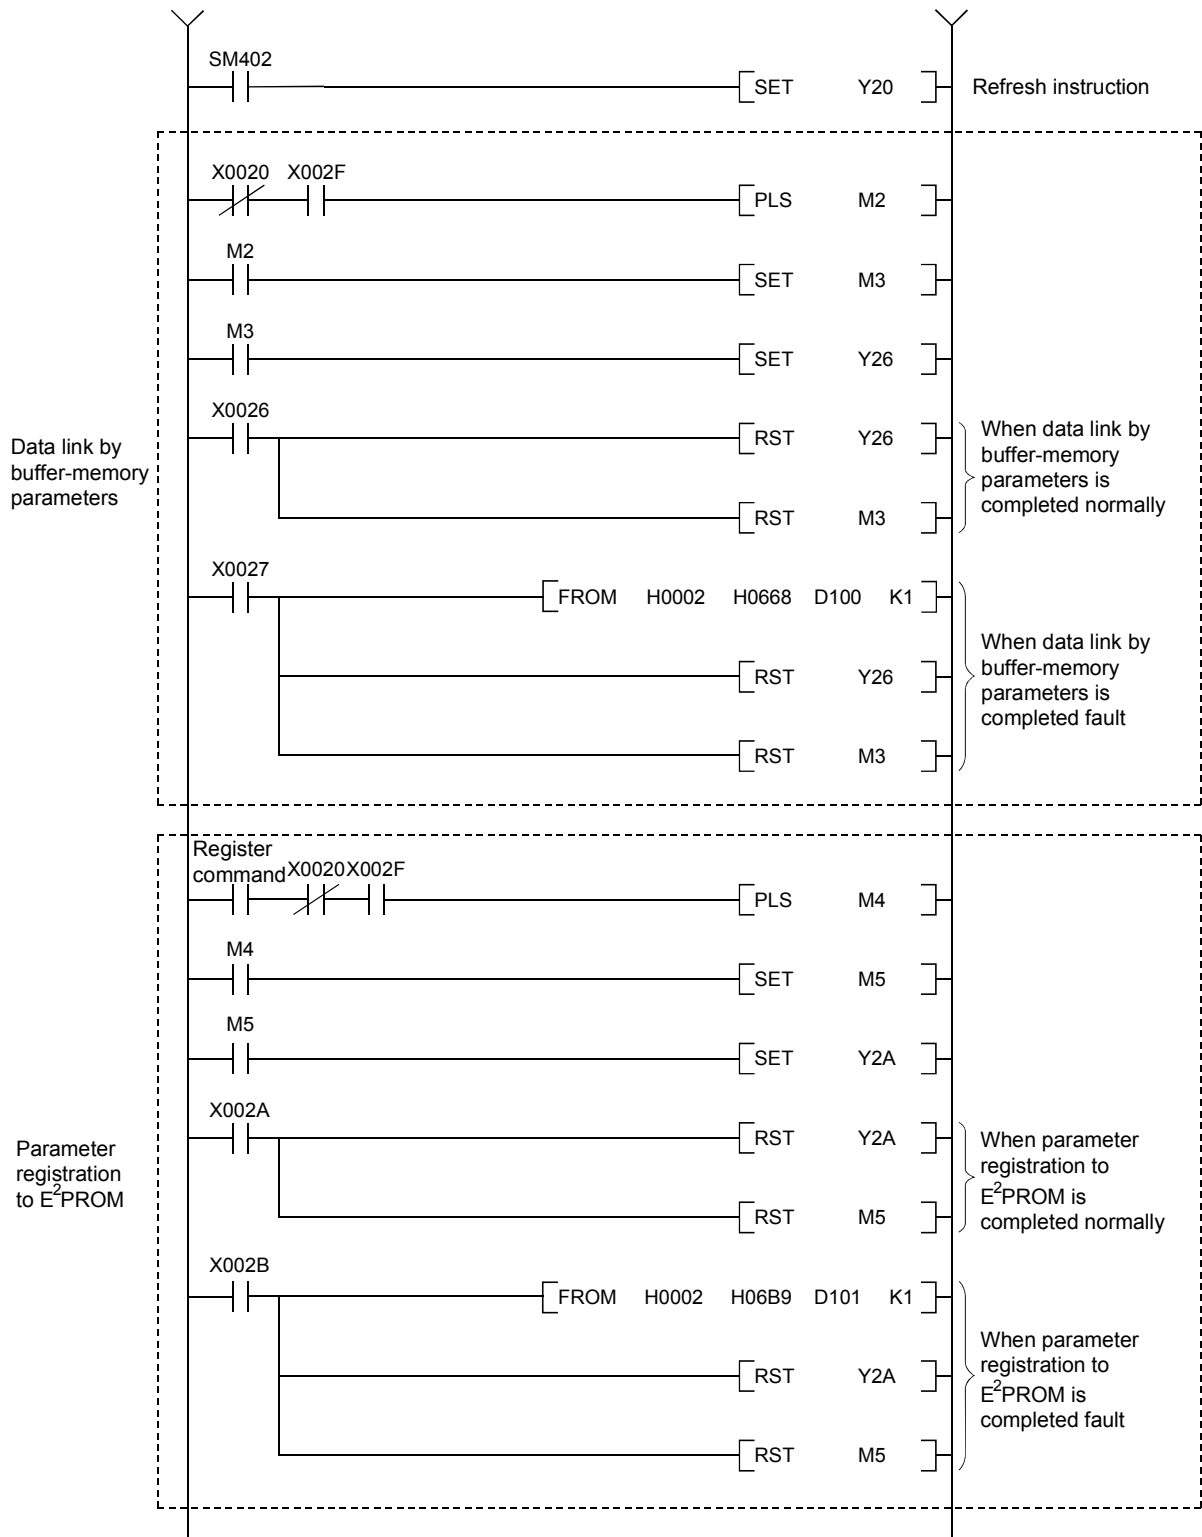 SM402
SET Y20 Refresh instruction
X0020 X002F
PLS M2
M2
SET M3
M3
SET Y26
X0026
RST Y26
RST M3
When data link by
buffer-memory
parameters is
completed normally
Data link by
buffer-memory
parameters
X0027
FROM H0002 H0668 D100 K1
RST Y26
RST M3
When data link by
buffer-memory
parameters is
completed fault
Register
command X0020 X002F
PLS M4
M4
SET M5
M5
SET Y2A
X002A
RST Y2A
RST M5
When parameter
registration to
E²PROM is
completed normally
Parameter
registration
to E²PROM
X002B
FROM H0002 H06B9 D101 K1
RST Y2A
RST M5
When parameter
registration to
E²PROM is
completed fault